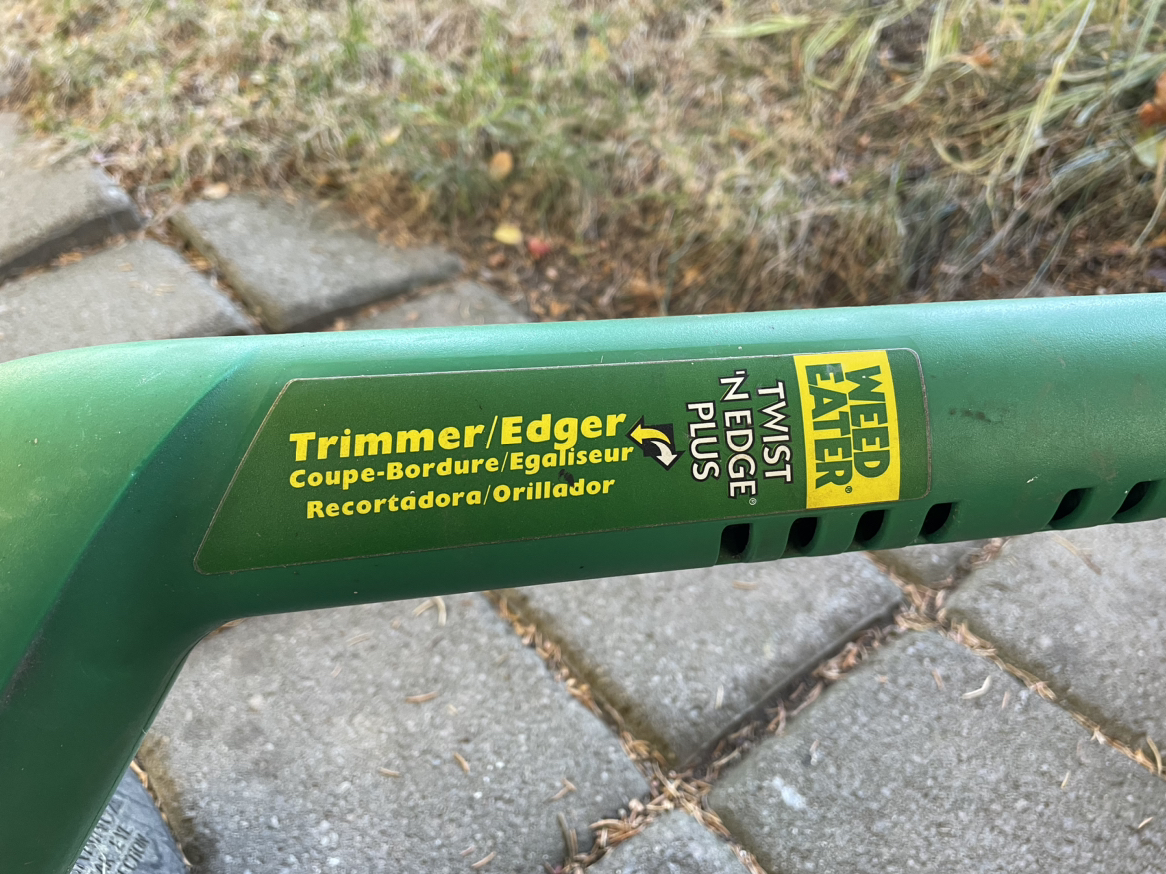 WEED
EATER®
TWIST
'N EDGE®
PLUS
Trimmer/Edger
Coupe-Bordure/Egaliseur
Recortadora/Orillador